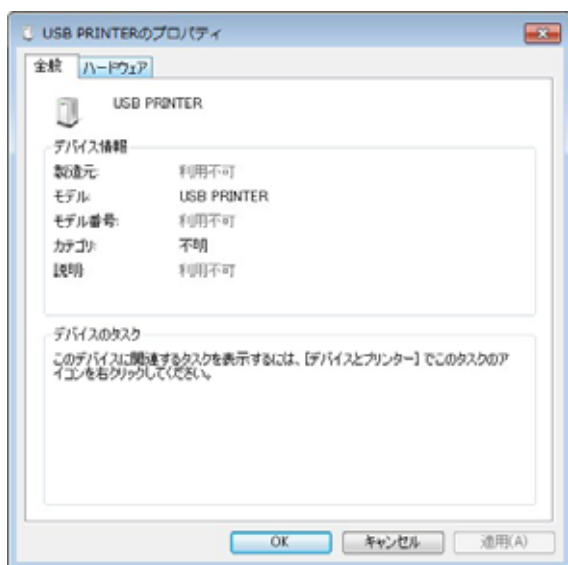 USB PRINTERのプロパティ
全般 ハードウェア
USB PRINTER
デバイス情報
製造元: 利用不可
モデル: USB PRINTER
モデル番号: 利用不可
カテゴリ: 不明
説明: 利用不可
デバイスのタスク
このデバイスに関連するタスクを表示するには、[デバイスとプリンター] でこのタスクのア
イコンを右クリックしてください。
OK キャンセル 適用(A)